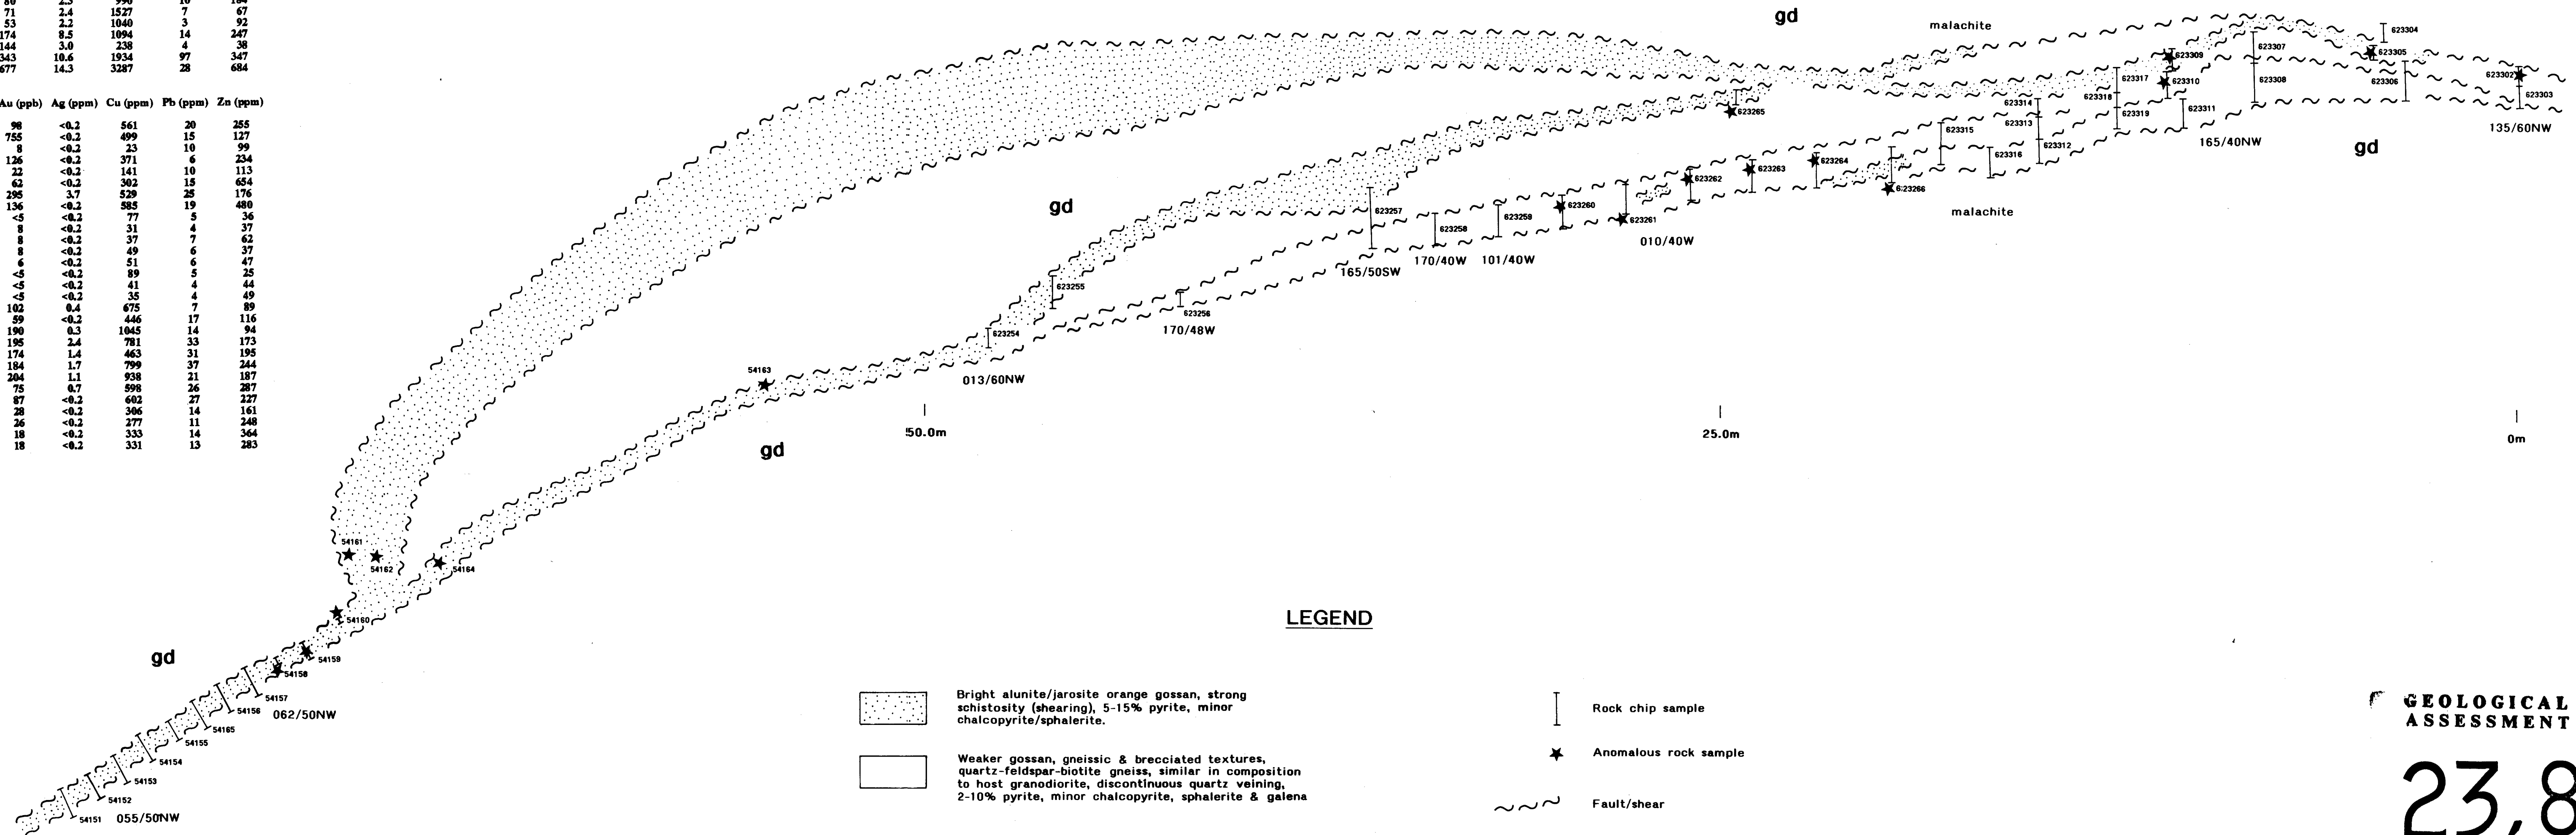 71 2.4 1527 7 67
53 2.2 1040 3 92
174 8.5 1094 14 247
144 3.0 238 4 38
343 10.6 1934 97 347
677 14.3 3287 28 684
Au (ppb) Ag (ppm) Cu (ppm) Pb (ppm) Zn (ppm)
98 <0.2 561 20 255
755 <0.2 499 15 127
8 <0.2 23 10 99
126 <0.2 371 6 234
22 <0.2 141 10 113
62 <0.2 302 15 654
295 3.7 529 25 176
136 <0.2 585 19 480
<5 <0.2 77 5 36
8 <0.2 31 4 37
8 <0.2 37 7 62
8 <0.2 49 6 37
6 <0.2 51 6 47
<5 <0.2 89 5 25
<5 <0.2 41 4 44
<5 <0.2 35 4 49
102 0.4 675 7 89
59 <0.2 446 17 116
190 0.3 1045 14 94
195 2.4 781 33 173
174 1.4 463 31 195
184 1.7 799 37 244
204 1.1 938 21 187
75 0.7 598 26 287
87 <0.2 602 27 227
28 <0.2 306 14 161
26 <0.2 277 11 248
18 <0.2 333 14 364
18 <0.2 331 13 283
gd
malachite
623304
623305
623306
623307
623308
623309
623310
623302
623303
135/60NW
gd
623317
623318
623319
623311
165/40NW
623314
623313
623312
623315
623316
623265
623264
623266
malachite
623263
623262
623261
010/40W
623260
623259
101/40W
623258
170/40W
623257
165/50SW
gd
623255
623256
170/48W
623254
013/60NW
54163
gd
50.0m
25.0m
0m
54161
54162
54164
54160
54159
54158
gd
54157
54156
062/50NW
54165
54155
54154
54153
54152
54151
055/50NW
LEGEND
Bright alunite/jarosite orange gossan, strong
schistosity (shearing), 5-15% pyrite, minor
chalcopyrite/sphalerite.
Weaker gossan, gneissic & brecciated textures,
quartz-feldspar-biotite gneiss, similar in composition
to host granodiorite, discontinuous quartz veining,
2-10% pyrite, minor chalcopyrite, sphalerite & galena
Rock chip sample
Anomalous rock sample
Fault/shear
GEOLOGICAL
ASSESSMENT
23,8